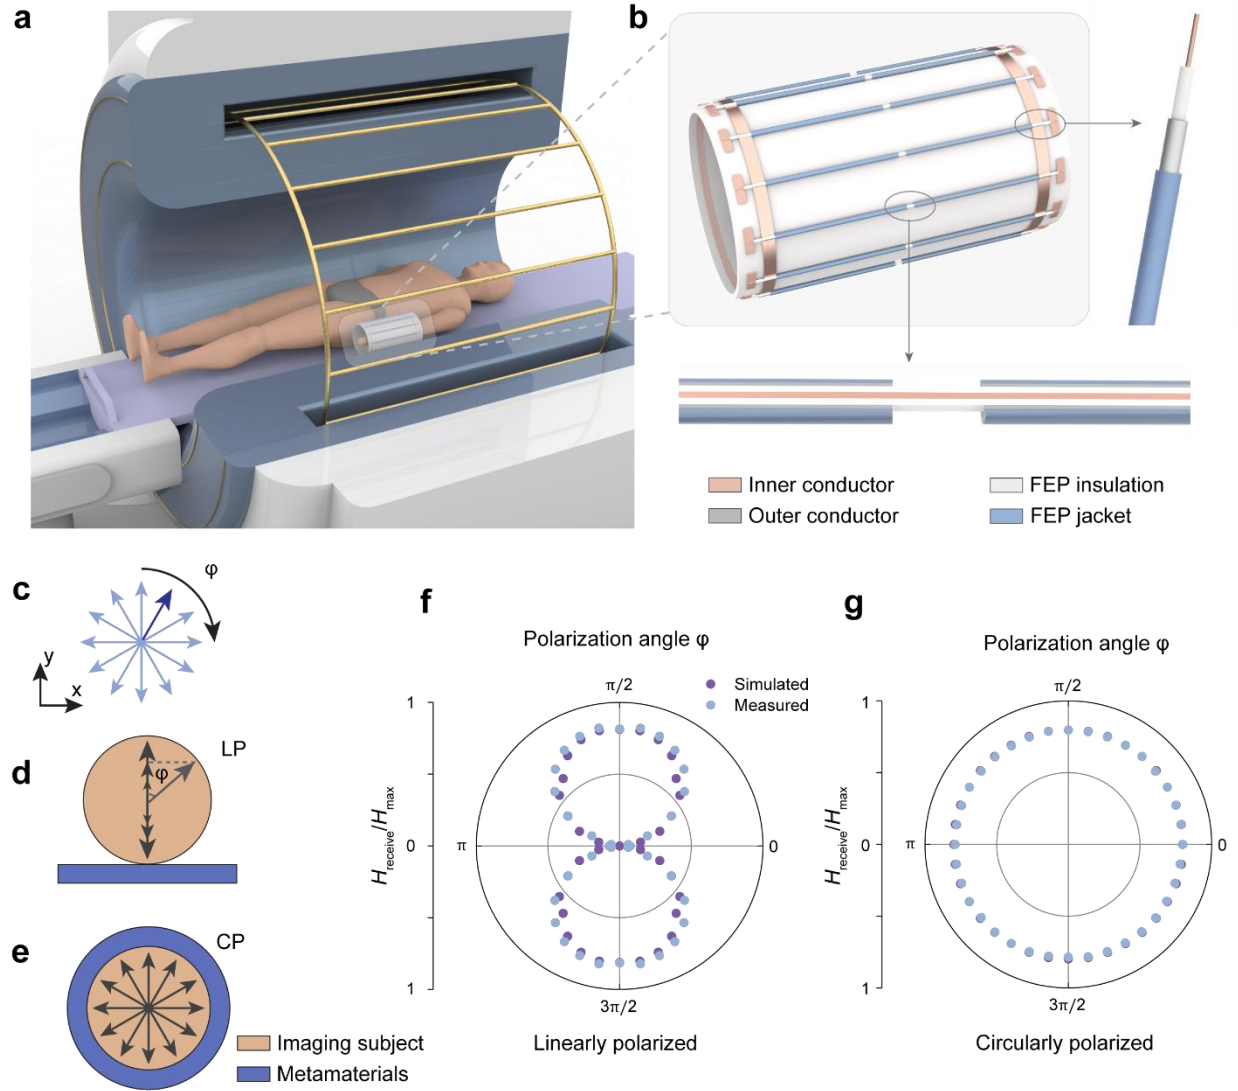 a
b
Inner conductor
FEP insulation
Outer conductor
FEP jacket
c
φ
y
x
d
LP
φ
e
CP
Imaging subject
Metamaterials
f
Polarization angle φ
π/2
Simulated
Measured
1
H_receive/H_max
0
1
π
0
3π/2
Linearly polarized
g
Polarization angle φ
π/2
1
H_receive/H_max
0
1
π
0
3π/2
Circularly polarized